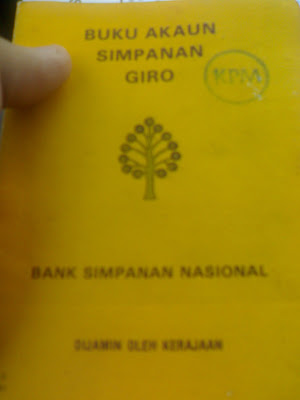 BUKU AKAUN
SIMPANAN
GIRO
KPM
BANK SIMPANAN NASIONAL
DIJAMIN OLEH KERAJAAN